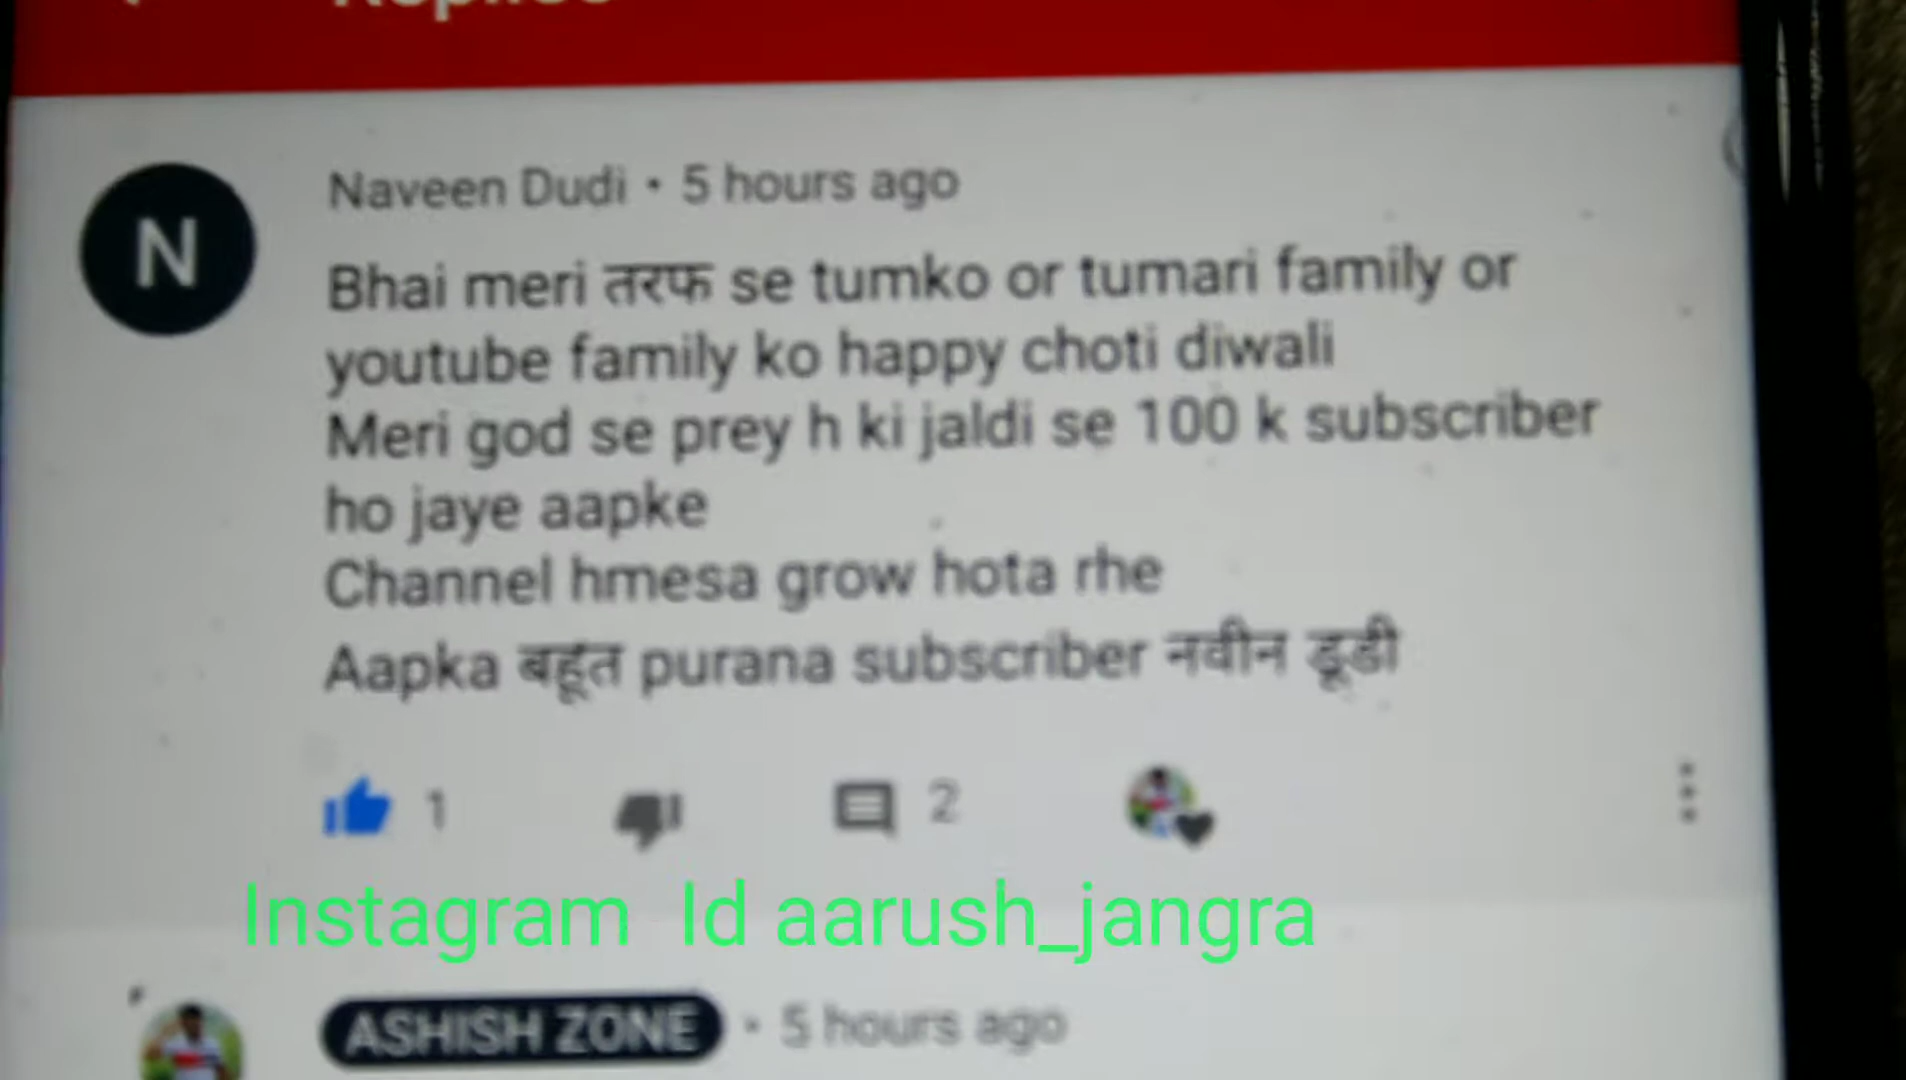 Replies
N
Naveen Dudi • 5 hours ago
Bhai meri तरफ se tumko or tumari family or
youtube family ko happy choti diwali
Meri god se prey h ki jaldi se 100 k subscriber
ho jaye aapke
Channel hmesa grow hota rhe
Aapka बहूत purana subscriber नवीन डूडी
1 2
Instagram Id aarush_jangra
ASHISH ZONE • 5 hours ago